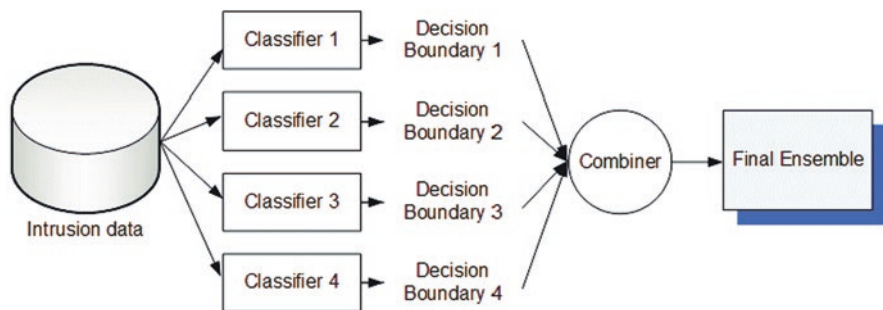 Intrusion data
Classifier 1
Decision
Boundary 1
Classifier 2
Decision
Boundary 2
Classifier 3
Decision
Boundary 3
Classifier 4
Decision
Boundary 4
Combiner
Final Ensemble